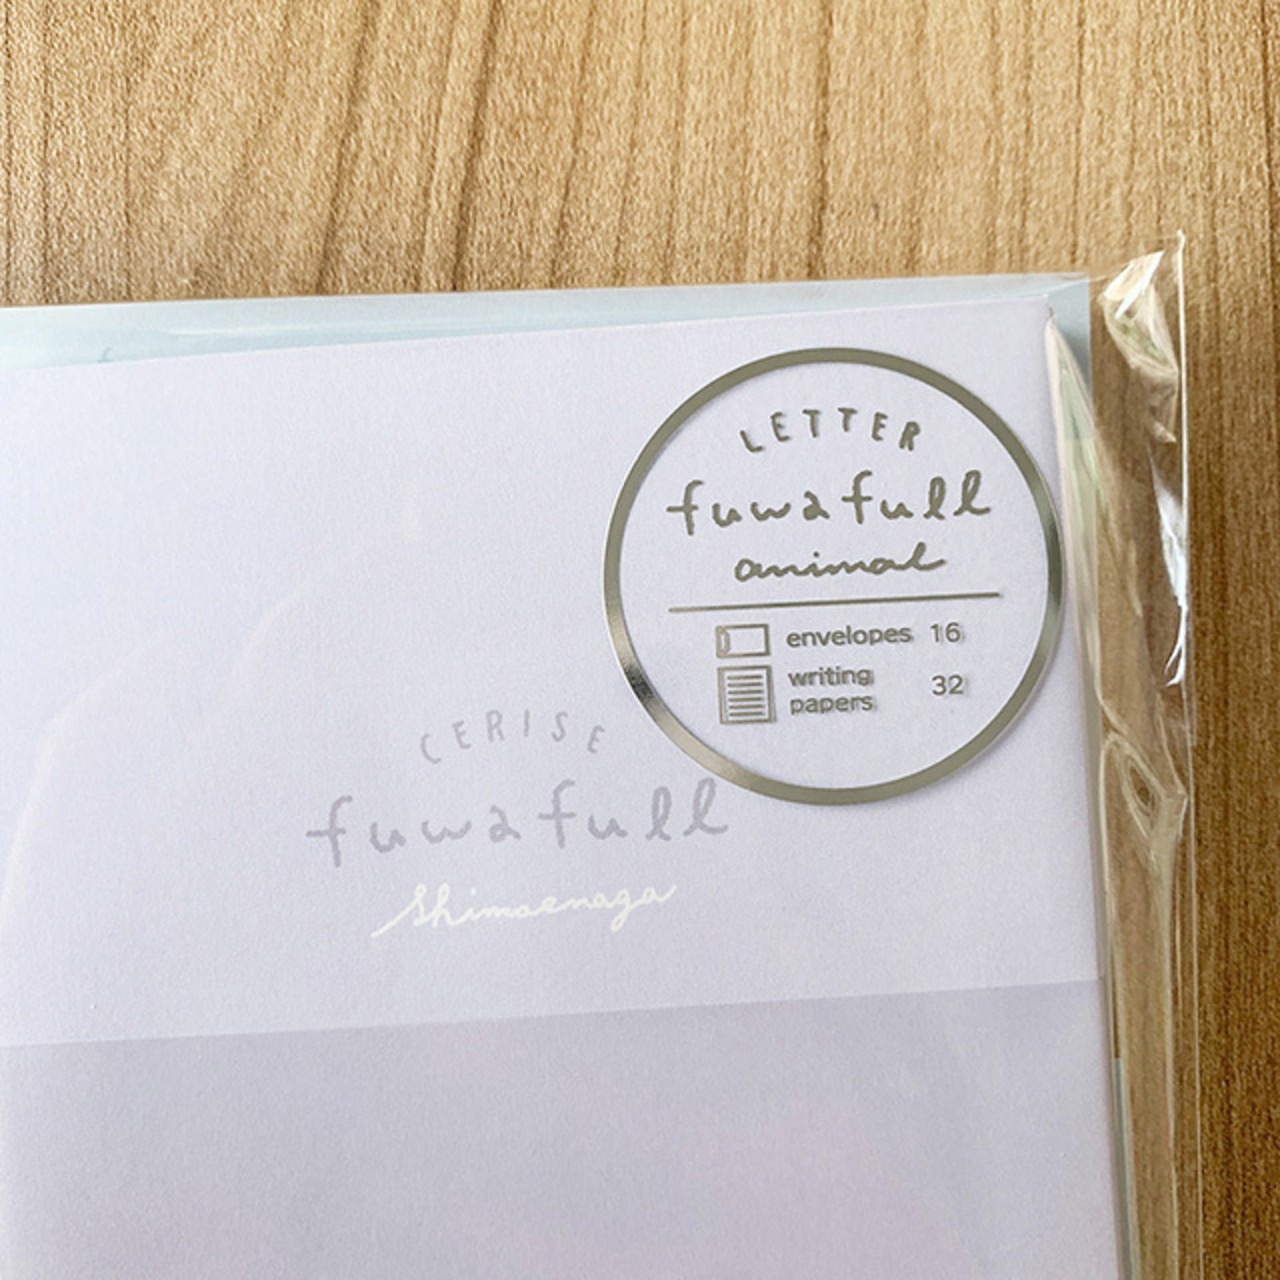 LETTER
fuwafull
animal
envelopes 16
writing
papers 32
CERISE
fuwafull
shimaenaga